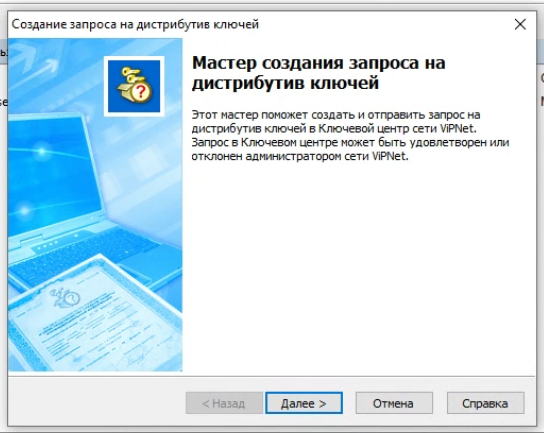 Создание запроса на дистрибутив ключей
Мастер создания запроса на
дистрибутив ключей
Этот мастер поможет создать и отправить запрос на
дистрибутив ключей в Ключевой центр сети ViPNet.
Запрос в Ключевом центре может быть удовлетворен или
отклонен администратором сети ViPNet.
< Назад Далее > Отмена Справка